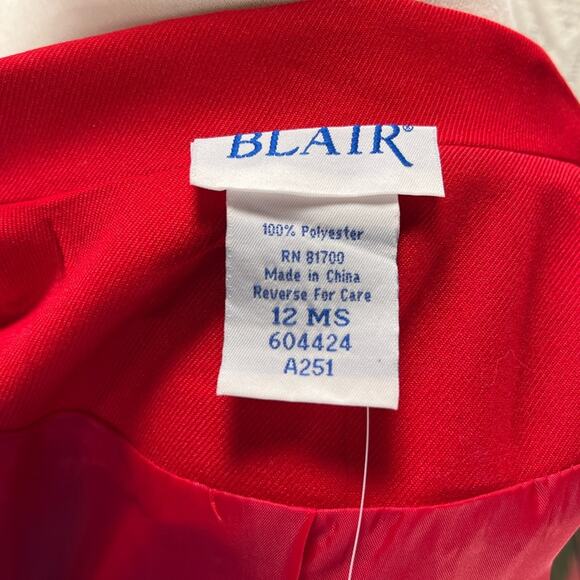 BLAIR®
100% Polyester
RN 81700
Made in China
Reverse For Care
12 MS
604424
A251